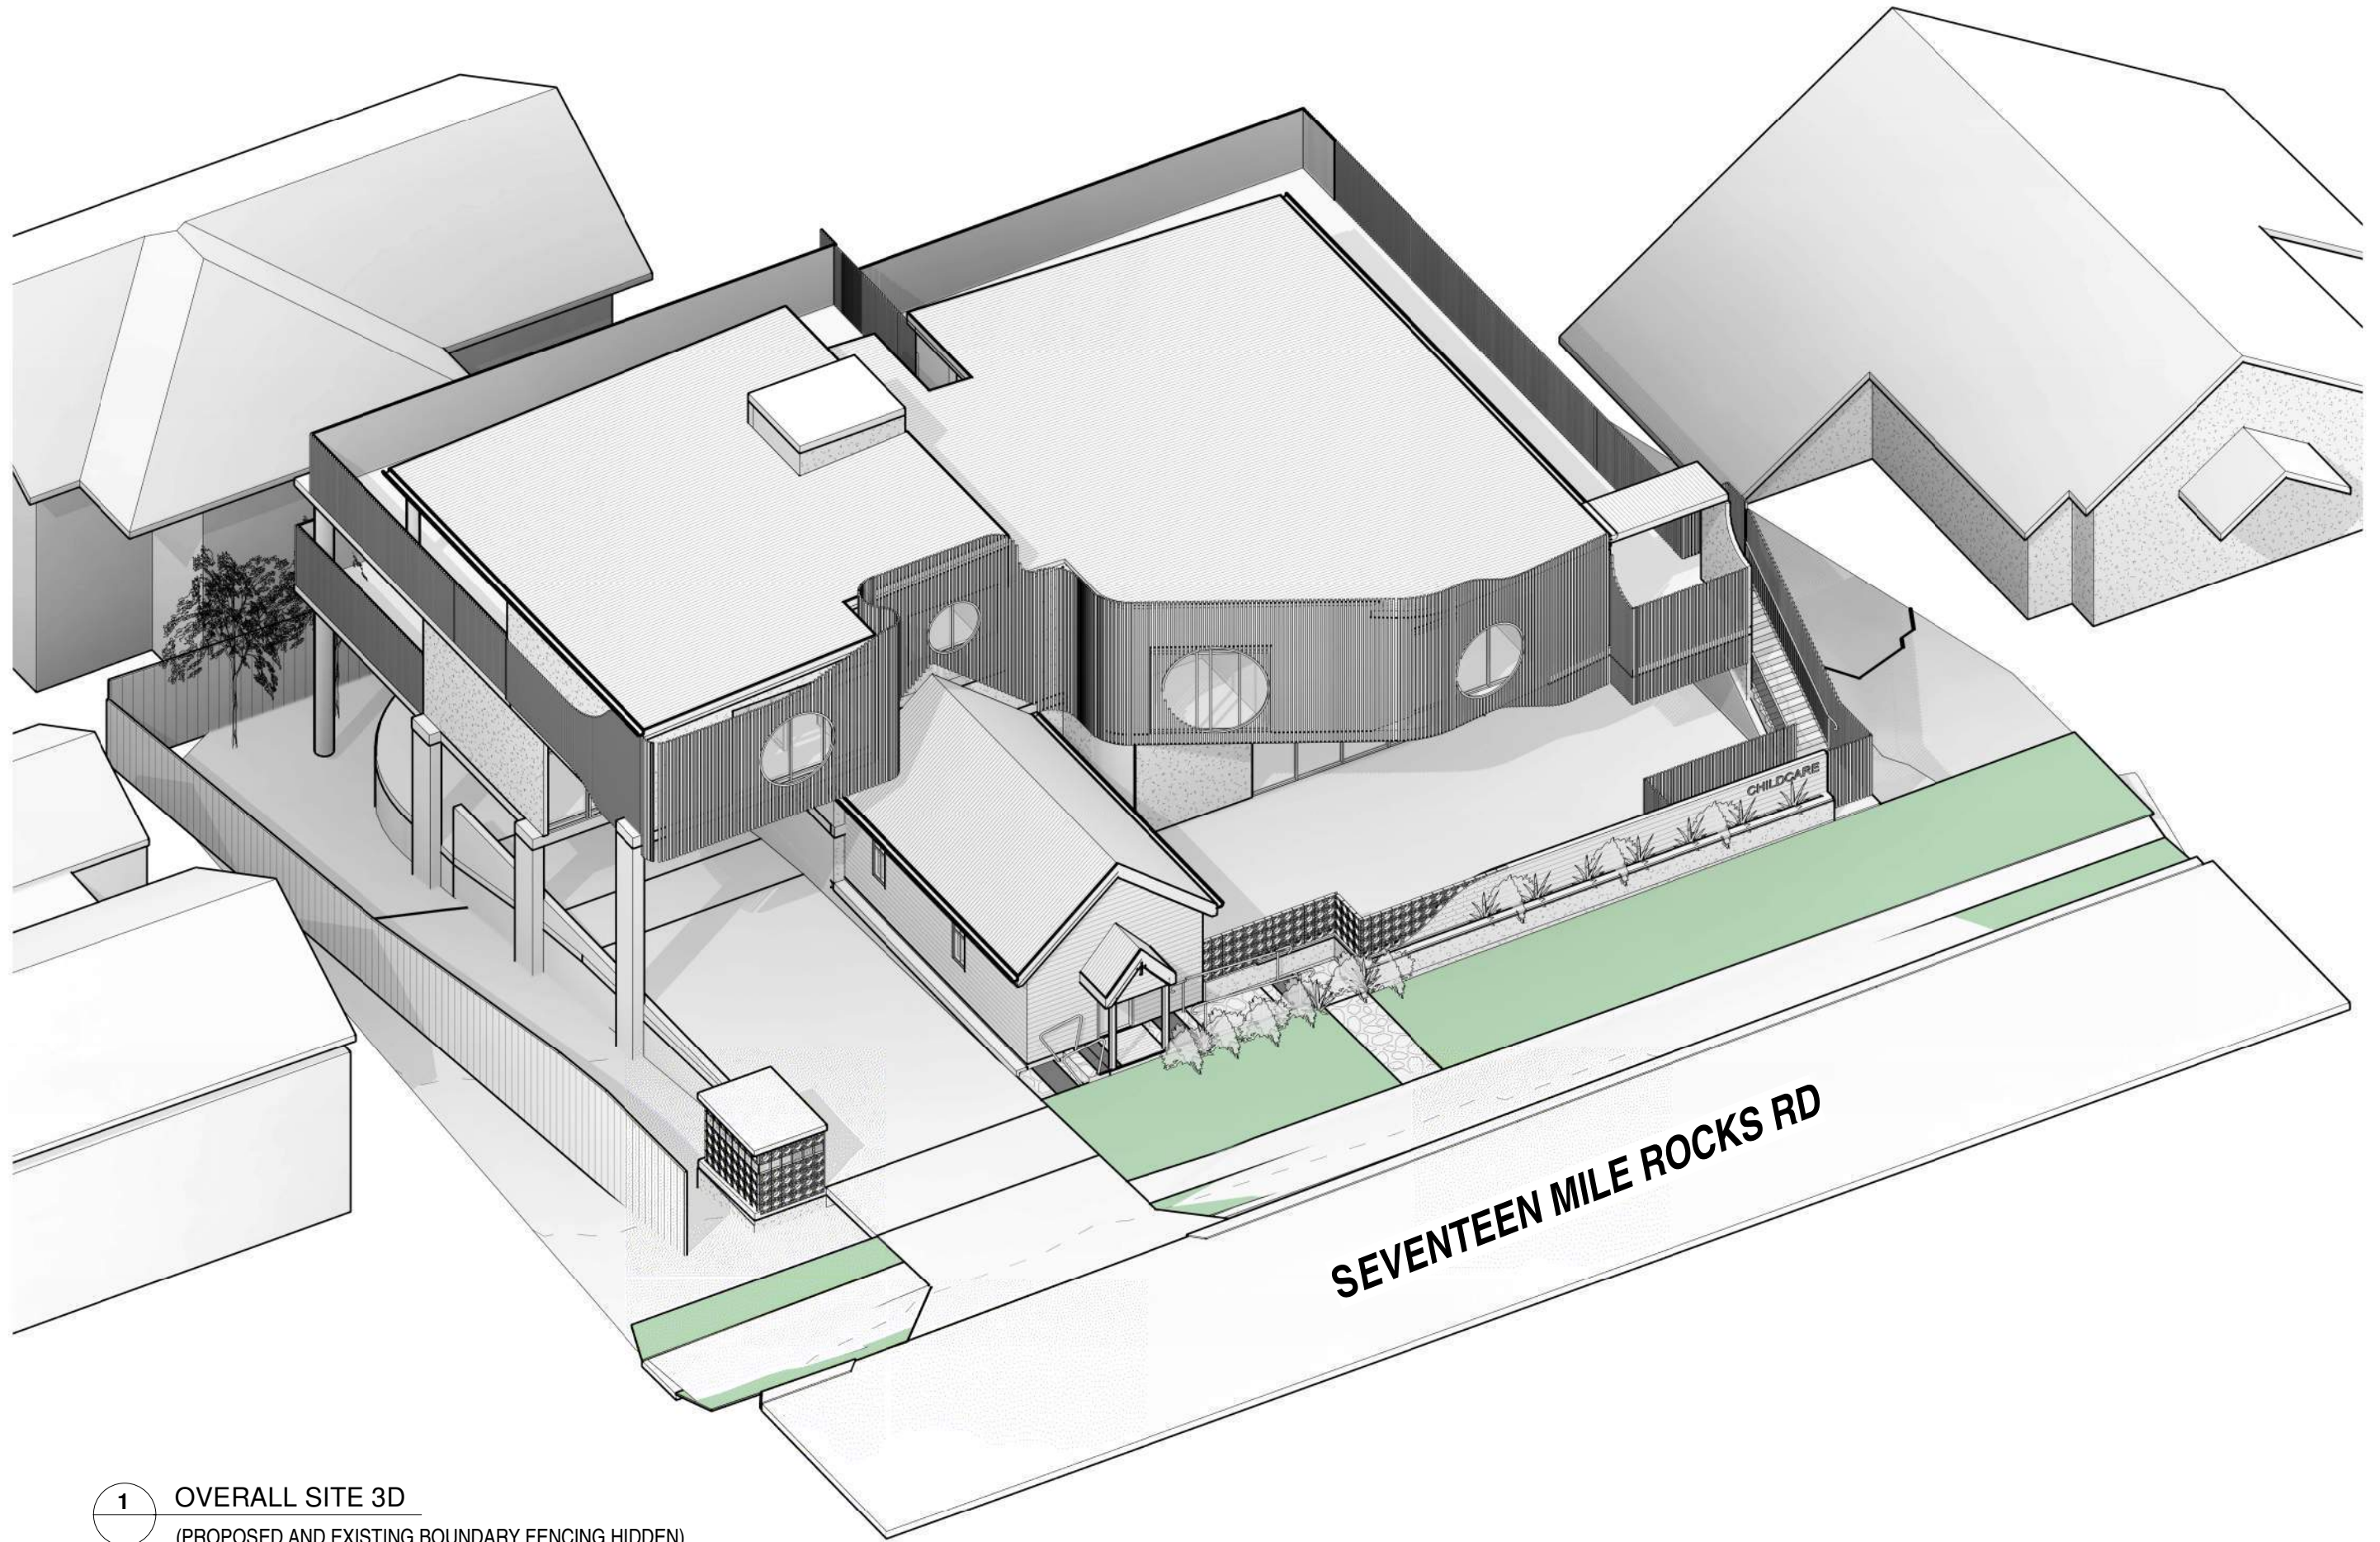 CHILDCARE
SEVENTEEN MILE ROCKS RD
1
OVERALL SITE 3D
(PROPOSED AND EXISTING BOUNDARY FENCING HIDDEN)